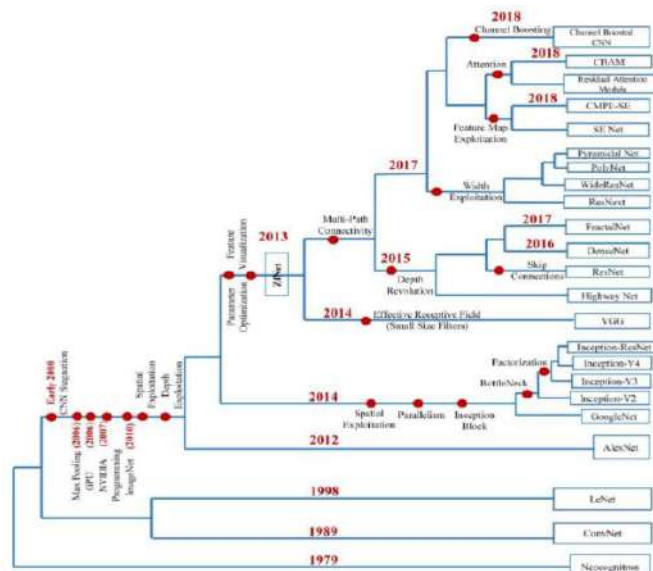 2018
Channel Boosting
Channel Boosted
CNN
2018
Attention
CBAM
Residual Attention
Module
2018
CMPE-SE
Feature Map
Exploitation
SE Net
2017
Pyramidal Net
PolyNet
Width
Exploitation
WideResNet
ResNext
Multi-Path
Connectivity
2017
FractalNet
2016
DenseNet
2013
Feature
Visualization
Parameter
Optimization
ZfNet
2015
Depth
Revolution
Skip
Connections
ResNet
Highway Net
2014
Effective Receptive Field
(Small Size Filters)
VGG
Inception-ResNet
Factorization
Inception-V4
BottleNeck
Inception-V3
Inception-V2
2014
Spatial
Exploitation
Parallelism
Inception
Block
GoogleNet
Early 2000
CNN Stagnation
Max Pooling (2006)
GPU (2006)
NVIDIA (2007)
Programming
ImageNet (2010)
Spatial
Exploitation
Depth
Exploitation
2012
AlexNet
1998
LeNet
1989
ConvNet
1979
Neocognitron